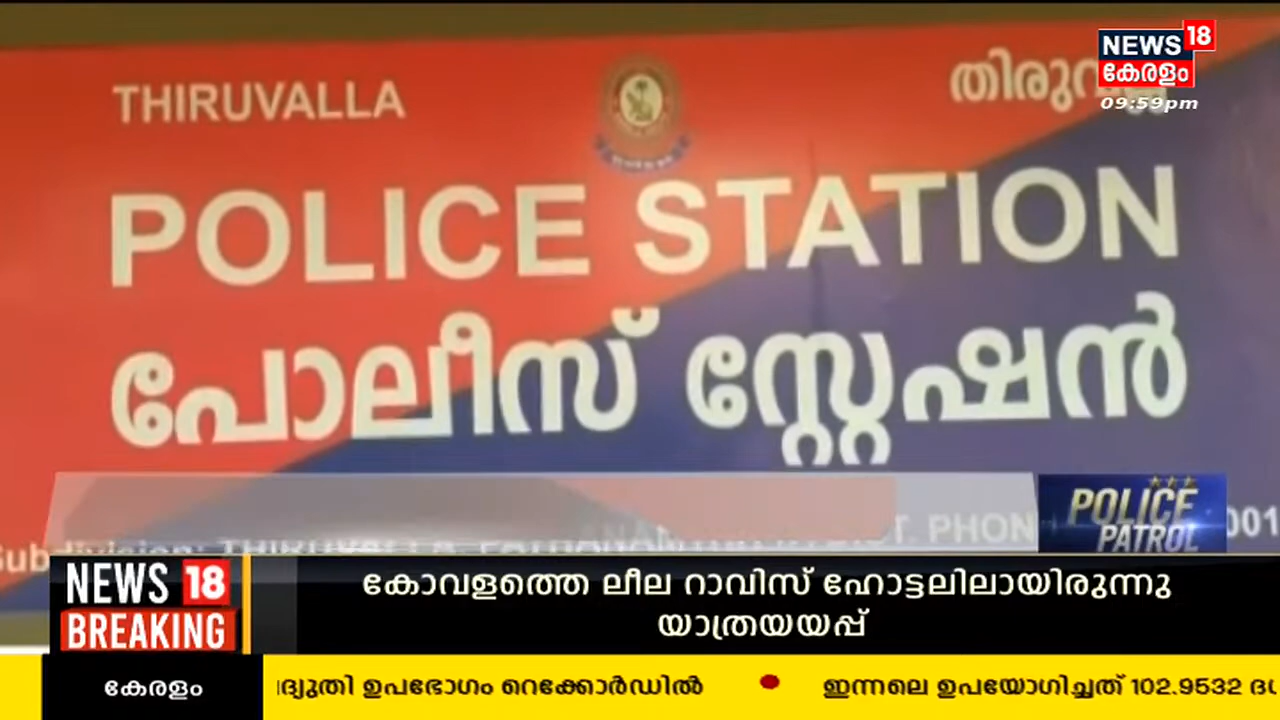 NEWS 18
കേരളം
09:59pm
THIRUVALLA
POLICE STATION
പോലീസ് സ്റ്റേഷൻ
POLICE
PATROL
NEWS 18
BREAKING
കോവളത്തെ ലീല റാവിസ് ഹോട്ടലിലായിരുന്നു
യാത്രയയപ്പ്
കേരളം
ഉപഭോഗം റെക്കോർഡിൽ
ഇന്നലെ ഉപയോഗിച്ചത് 102.9532